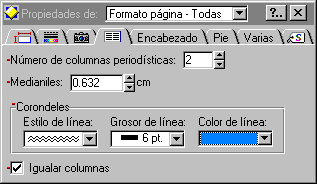 Propiedades de: Formato página - Todas ?..
Encabezado Pie Varias
Número de columnas periodísticas: 2
Medianiles: 0.632 cm
Corondeles
Estilo de línea: Grosor de línea: Color de línea:
6 pt.
Igualar columnas